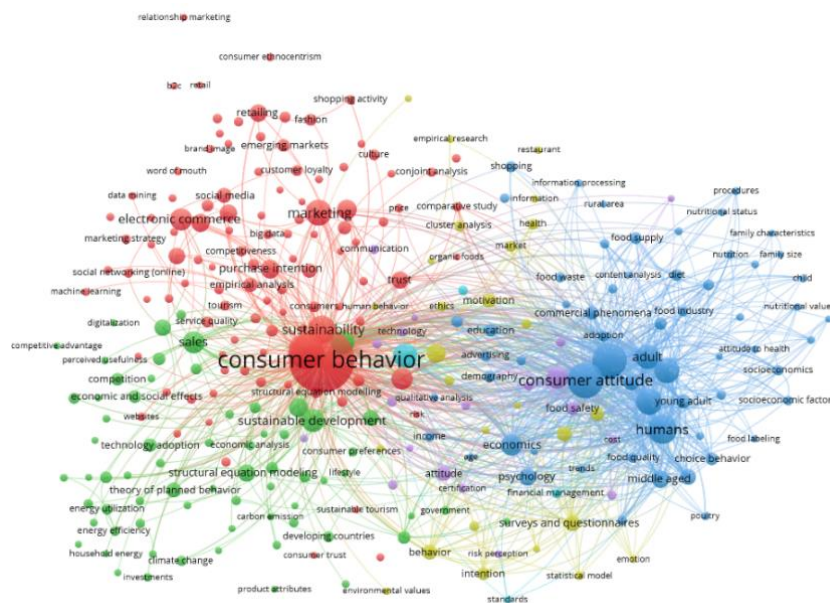 relationship marketing
consumer ethnocentrism
b2c
retail
shopping activity
retailing
fashion
empirical research
brand image
emerging markets
culture
restaurant
word of mouth
customer loyalty
conjoint analysis
shopping
information processing
procedures
data mining
social media
price
comparative study
information
rural area
nutritional status
electronic commerce
marketing
cluster analysis
health
family characteristics
marketing strategy
big data
communication
market
food supply
nutrition
family size
competitiveness
organic foods
social networking (online)
purchase intention
trust
food waste
content analysis
diet
child
machine learning
empirical analysis
motivation
tourism
consumers
human behavior
ethics
commercial phenomena
food industry
nutritional value
digitalization
service quality
sustainability
technology
education
adoption
competitive advantage
sales
attitude to health
perceived usefulness
consumer behavior
advertising
adult
socioeconomics
competition
demography
consumer attitude
economic and social effects
structural equation modelling
qualitative analysis
young adult
socioeconomic factors
websites
sustainable development
risk
food safety
technology adoption
economic analysis
income
economics
cost
humans
food labeling
consumer preferences
age
food quality
choice behavior
structural equation modeling
lifestyle
attitude
psychology
trends
middle aged
theory of planned behavior
certification
financial management
energy utilization
carbon emission
sustainable tourism
government
poultry
energy efficiency
developing countries
surveys and questionnaires
household energy
climate change
consumer trust
behavior
risk perception
emotion
investments
intention
statistical model
product attributes
environmental values
standards